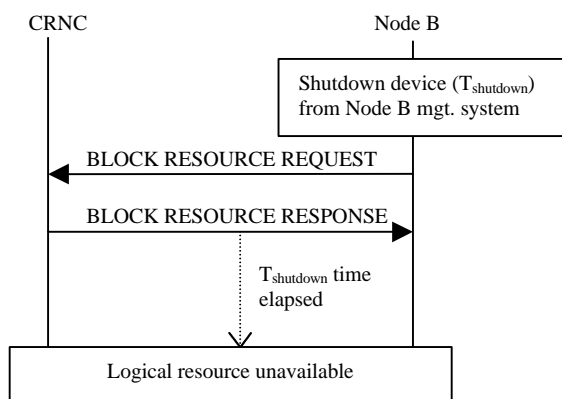 CRNC
Node B
Shutdown device (Tshutdown)
from Node B mgt. system
BLOCK RESOURCE REQUEST
BLOCK RESOURCE RESPONSE
Tshutdown time
elapsed
Logical resource unavailable